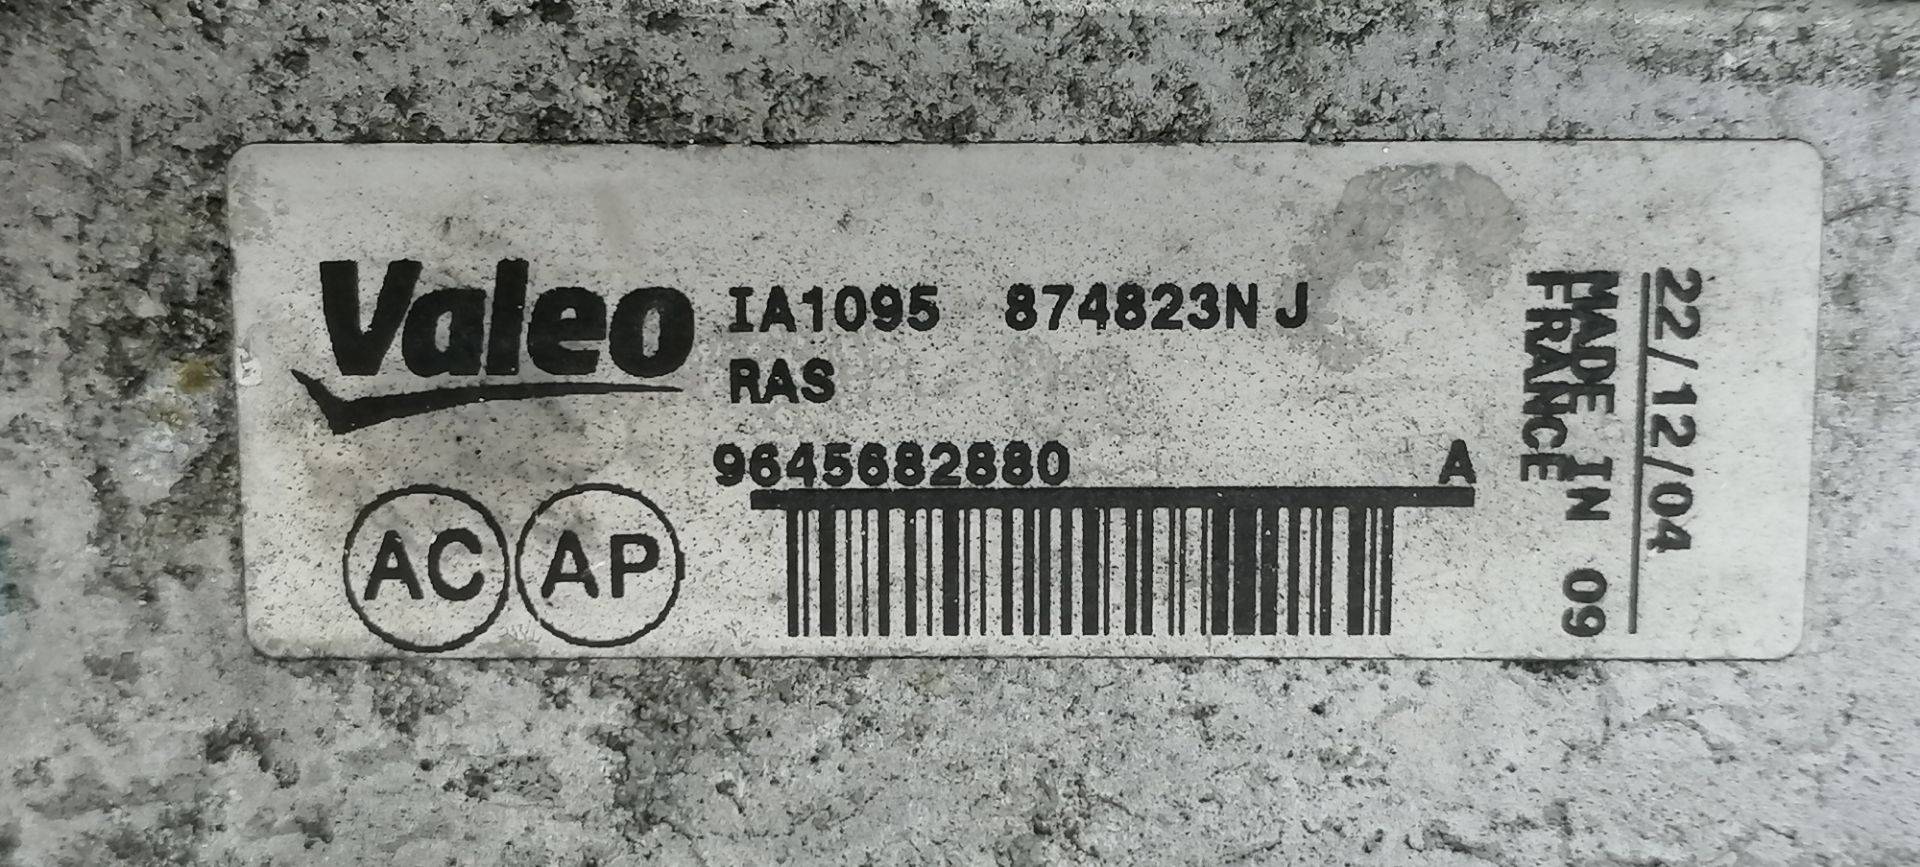 Valeo
IA1095 874823N J
RAS
9645682880 A
AC AP
22/12/04
MADE IN 09
FRANCE